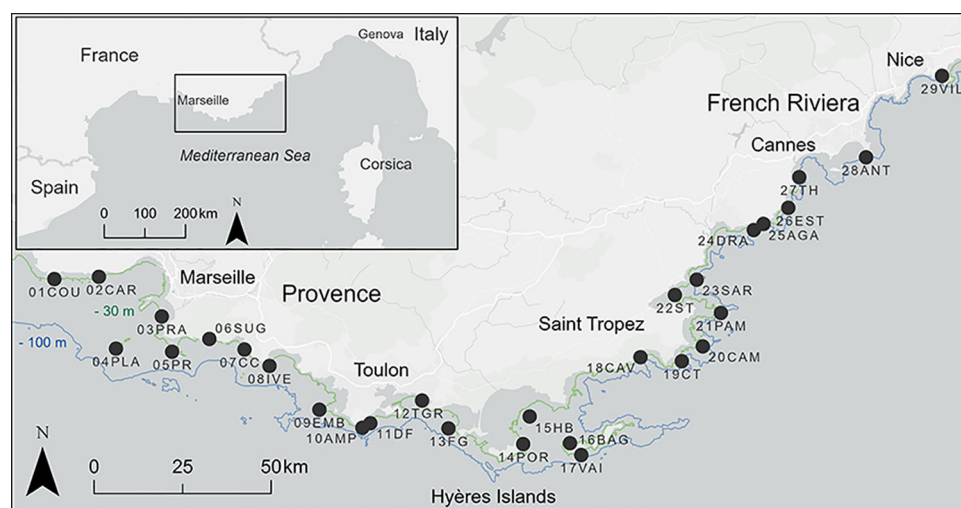 Genova
Italy
France
Marseille
Mediterranean Sea
Corsica
Spain
0 100 200 km
N
Nice
29VIL
French Riviera
Cannes
28ANT
27TH
26EST
25AGA
24DRA
01COU
02CAR
Marseille
Provence
23SAR
22ST
- 30 m
03PRA
06SUG
Saint Tropez
21PAM
- 100 m
04PLA
05PR
07CC
20CAM
08IVE
Toulon
18CAV
19CT
09EMB
12TGR
10AMP
11DF
13FG
15HB
16BAG
14POR
17VAI
N
0 25 50 km
Hyères Islands